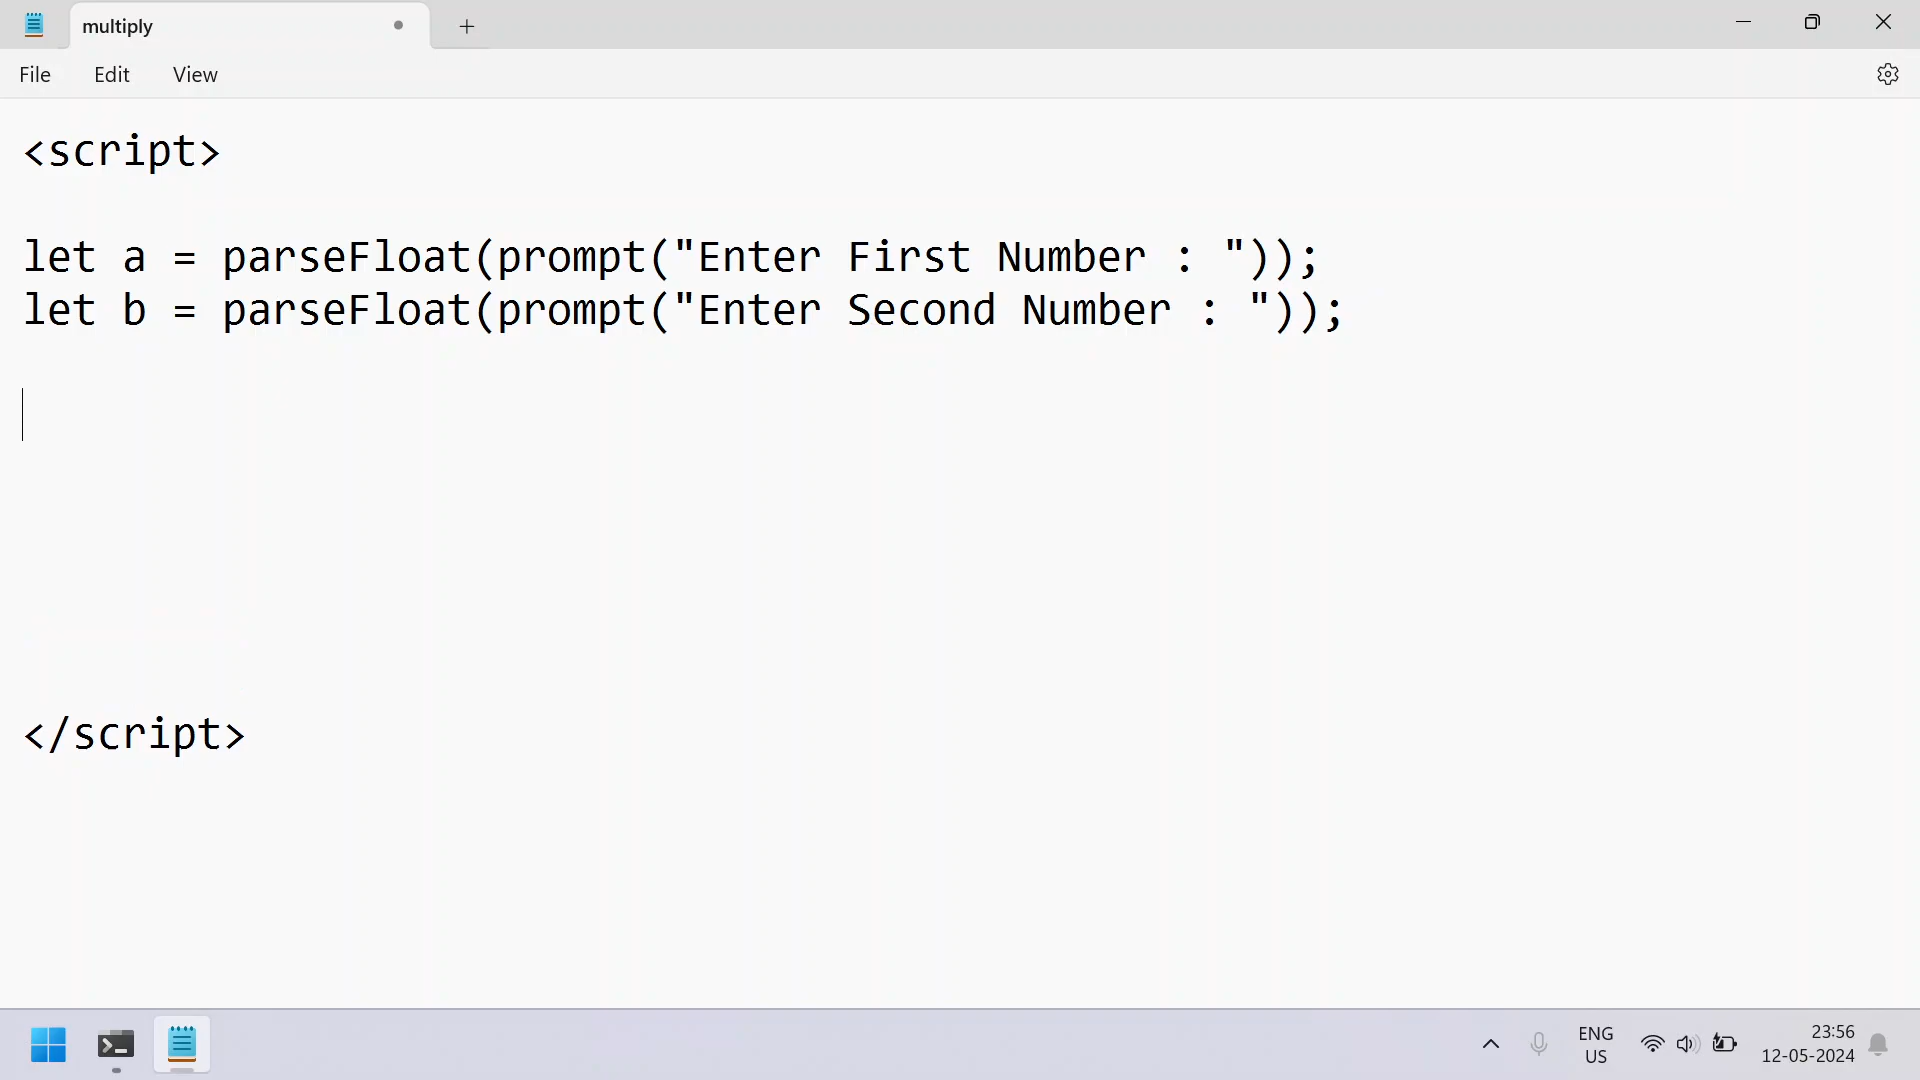 multiply
File Edit View
<script>
let a = parseFloat(prompt("Enter First Number : "));
let b = parseFloat(prompt("Enter Second Number : "));
</script>
ENG
US
23:56
12-05-2024